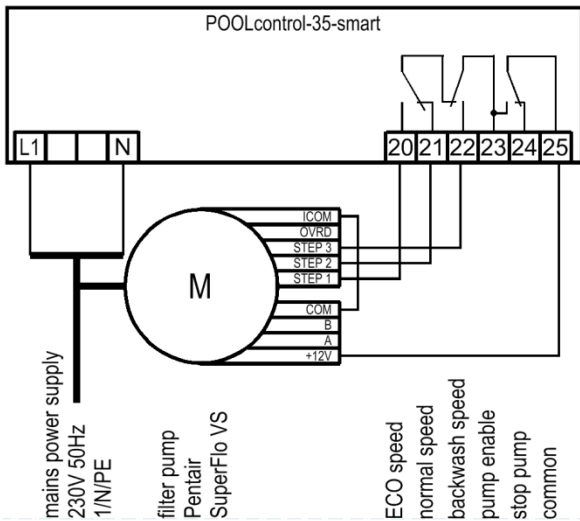 POOLcontrol-35-smart
L1
N
20
21
22
23
24
25
ICOM
OVRD
STEP 3
STEP 2
STEP 1
COM
B
A
+12V
M
mains power supply
230V 50Hz
1/N/PE
filter pump
Pentair
SuperFlo VS
ECO speed
normal speed
backwash speed
pump enable
stop pump
common